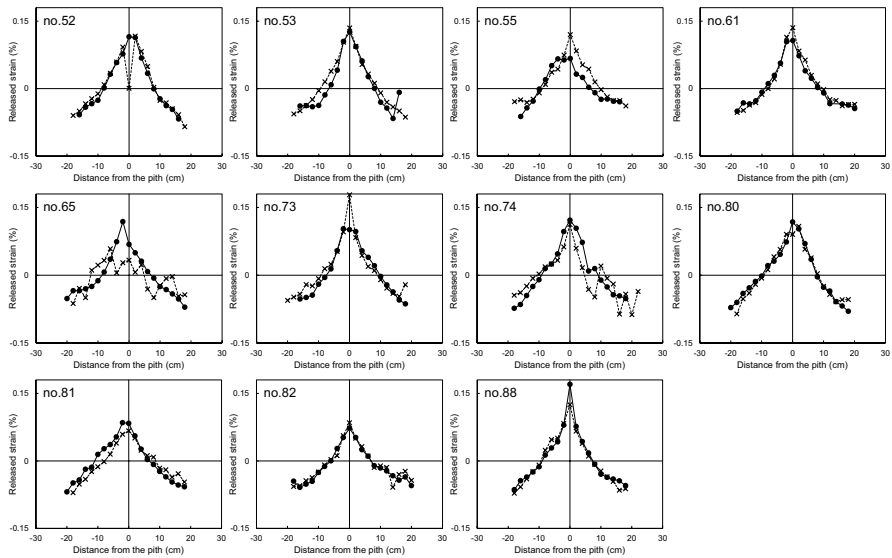 no.52
no.53
no.55
no.61
Released strain (%)
0.15
0
-0.15
-30 -20 -10 0 10 20 30
Distance from the pith (cm)
Released strain (%)
0.15
0
-0.15
-30 -20 -10 0 10 20 30
Distance from the pith (cm)
Released strain (%)
0.15
0
-0.15
-30 -20 -10 0 10 20 30
Distance from the pith (cm)
Released strain (%)
0.15
0
-0.15
-30 -20 -10 0 10 20 30
Distance from the pith (cm)
no.65
no.73
no.74
no.80
Released strain (%)
0.15
0
-0.15
-30 -20 -10 0 10 20 30
Distance from the pith (cm)
Released strain (%)
0.15
0
-0.15
-30 -20 -10 0 10 20 30
Distance from the pith (cm)
Released strain (%)
0.15
0
-0.15
-30 -20 -10 0 10 20 30
Distance from the pith (cm)
Released strain (%)
0.15
0
-0.15
-30 -20 -10 0 10 20 30
Distance from the pith (cm)
no.81
no.82
no.88
Released strain (%)
0.15
0
-0.15
-30 -20 -10 0 10 20 30
Distance from the pith (cm)
Released strain (%)
0.15
0
-0.15
-30 -20 -10 0 10 20 30
Distance from the pith (cm)
Released strain (%)
0.15
0
-0.15
-30 -20 -10 0 10 20 30
Distance from the pith (cm)